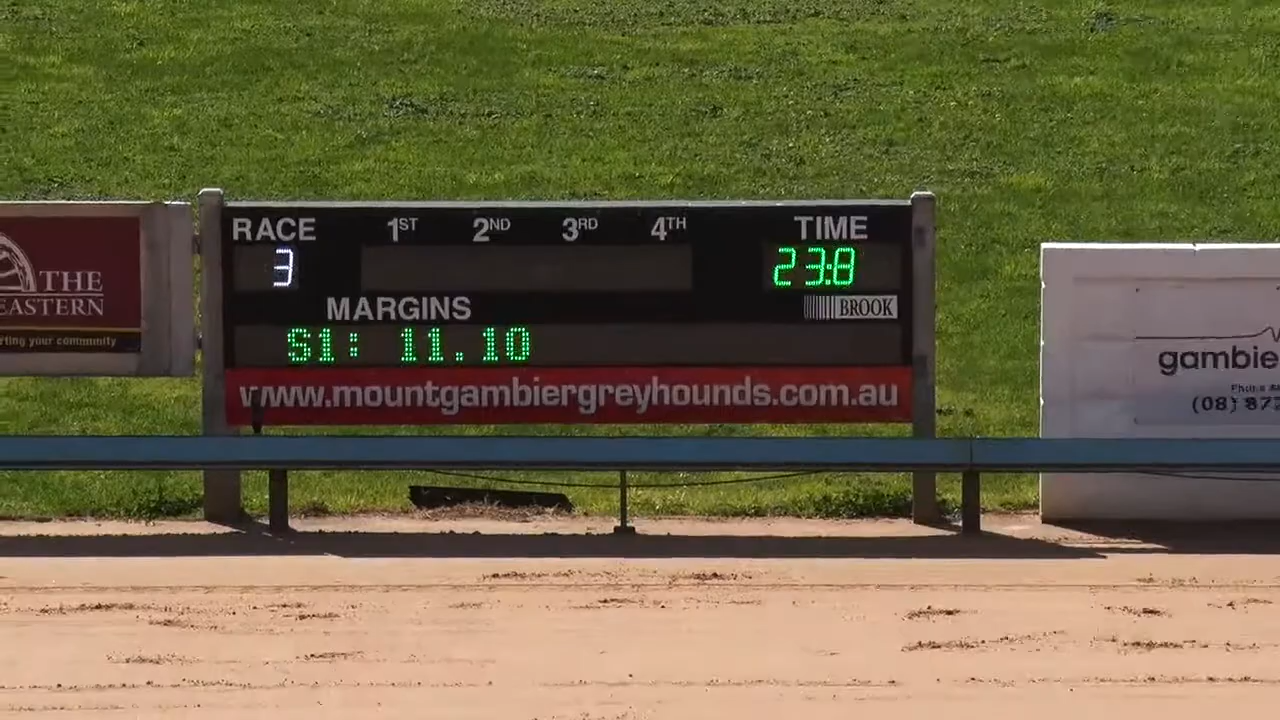 RACE 1ST 2ND 3RD 4TH TIME
3 23:8
MARGINS BROOK
S1: 11.10
www.mountgambiergreyhounds.com.au
THE
EASTERN
rting your community
gambie
(08) 87